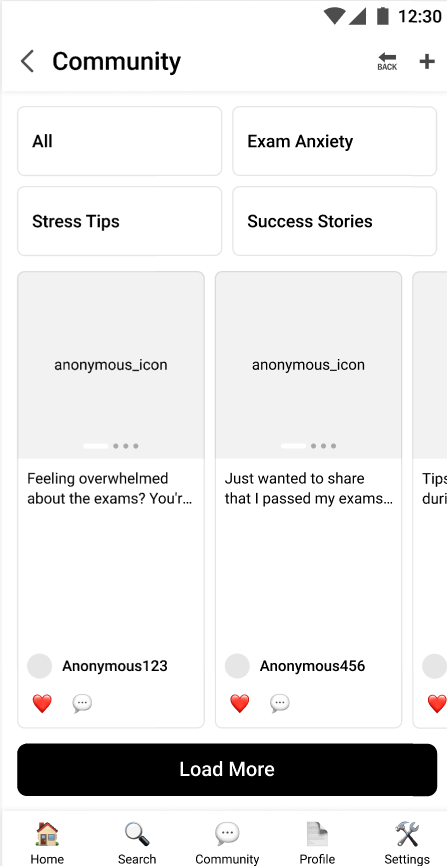 12:30
Community
BACK
All
Exam Anxiety
Stress Tips
Success Stories
anonymous_icon
anonymous_icon
Feeling overwhelmed
about the exams? You'r...
Just wanted to share
that I passed my exams...
Tips
duri
Anonymous123
Anonymous456
Load More
Home
Search
Community
Profile
Settings